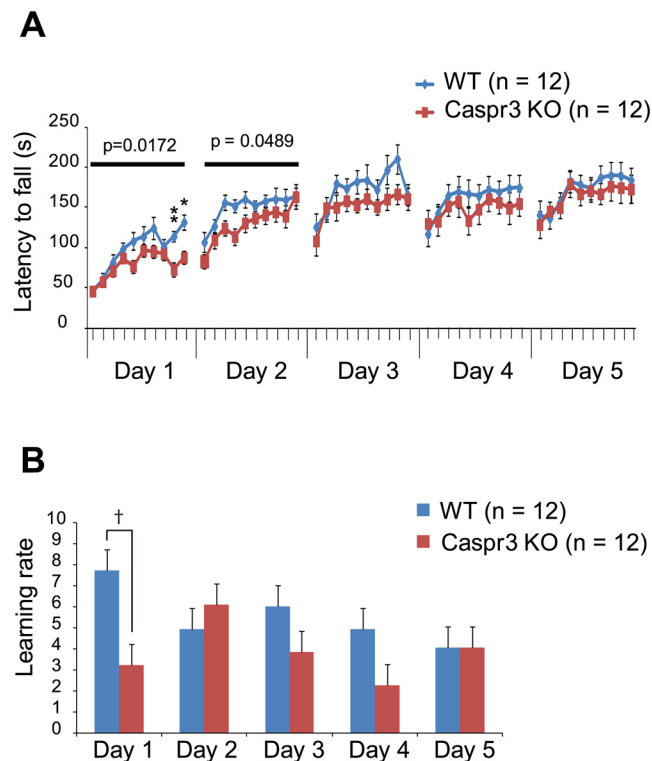 A
WT (n = 12)
Caspr3 KO (n = 12)
Latency to fall (s)
250
200
150
100
50
0
p=0.0172
p = 0.0489
**
*
Day 1
Day 2
Day 3
Day 4
Day 5
B
WT (n = 12)
Caspr3 KO (n = 12)
Learning rate
10
9
8
7
6
5
4
3
2
1
0
†
Day 1
Day 2
Day 3
Day 4
Day 5